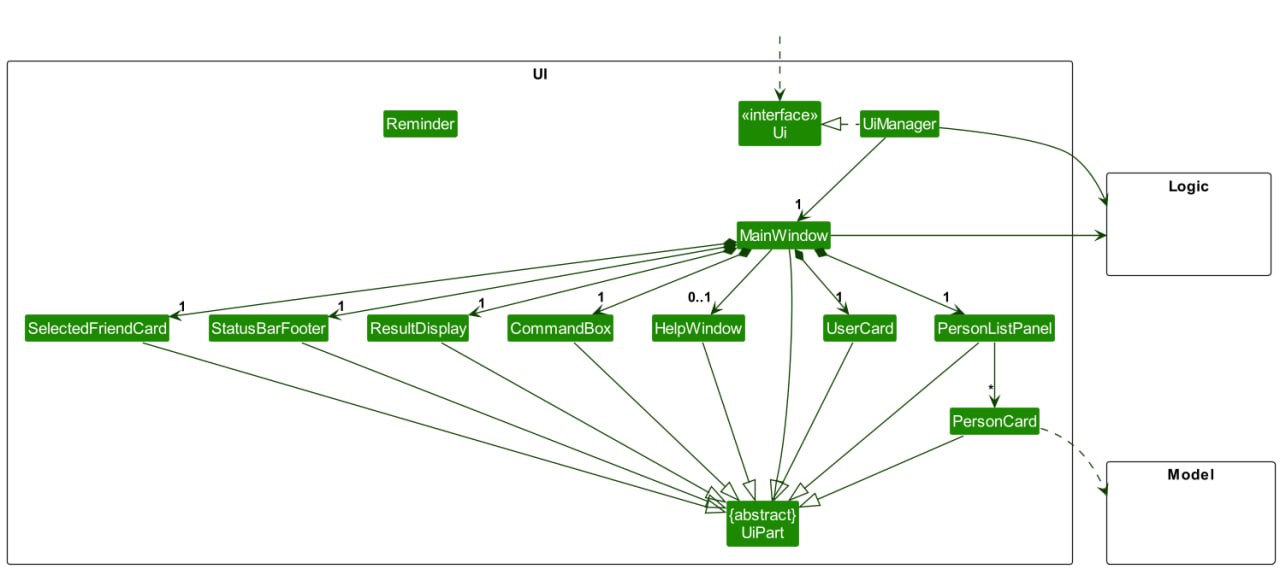 UI
Reminder
«interface»
Ui
UiManager
Logic
1
MainWindow
1
1
1
1
0..1
1
1
SelectedFriendCard
StatusBarFooter
ResultDisplay
CommandBox
HelpWindow
UserCard
PersonListPanel
*
PersonCard
Model
{abstract}
UiPart